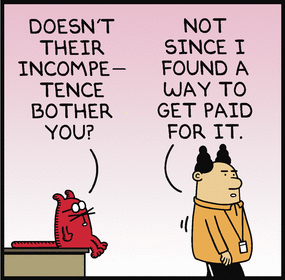 DOESN'T
THEIR
INCOMPE-
TENCE
BOTHER
YOU?
NOT
SINCE I
FOUND A
WAY TO
GET PAID
FOR IT.